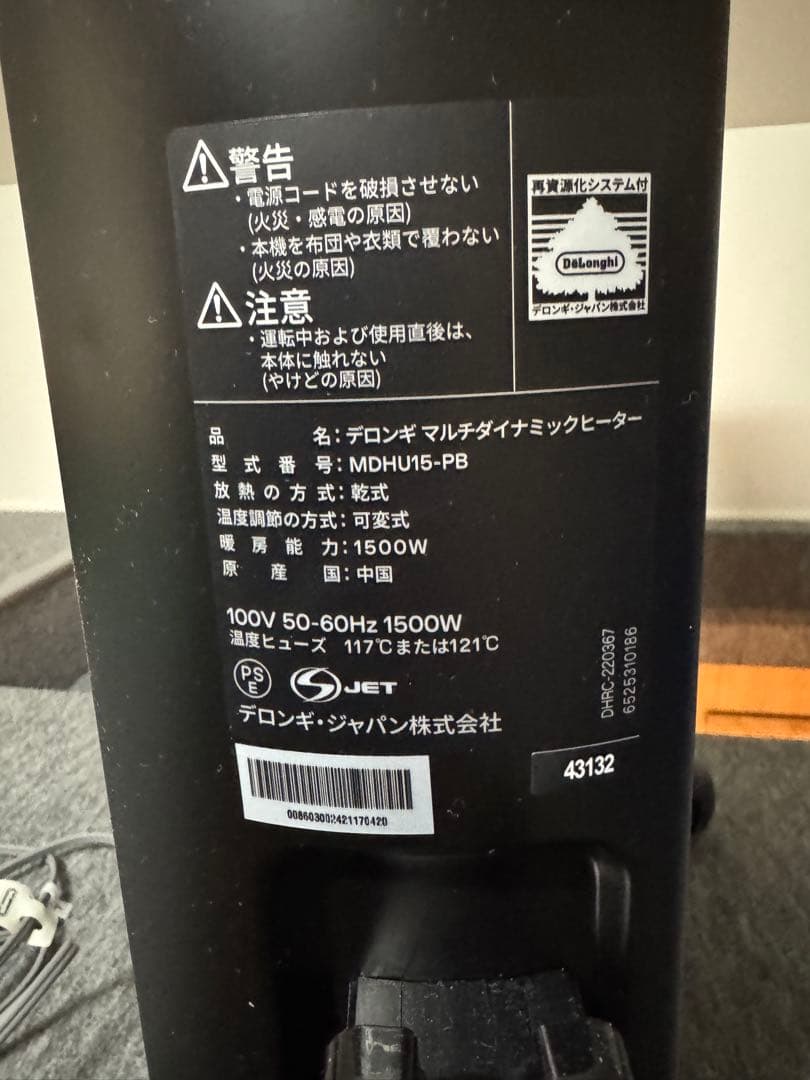 警告
・電源コードを破損させない
(火災・感電の原因)
・本機を布団や衣類で覆わない
(火災の原因)
注意
・運転中および使用直後は、
本体に触れない
(やけどの原因)
再資源化システム付
DeLonghi
デロンギ・ジャパン株式会社
品名:デロンギ マルチダイナミックヒーター
型式番号:MDHU15-PB
放熱の方式:乾式
温度調節の方式:可変式
暖房能力:1500W
原産国:中国
100V 50-60Hz 1500W
温度ヒューズ 117℃または121℃
PS
E
JET
デロンギ・ジャパン株式会社
DHRC-220367
6525310186
43132
008603002421170420